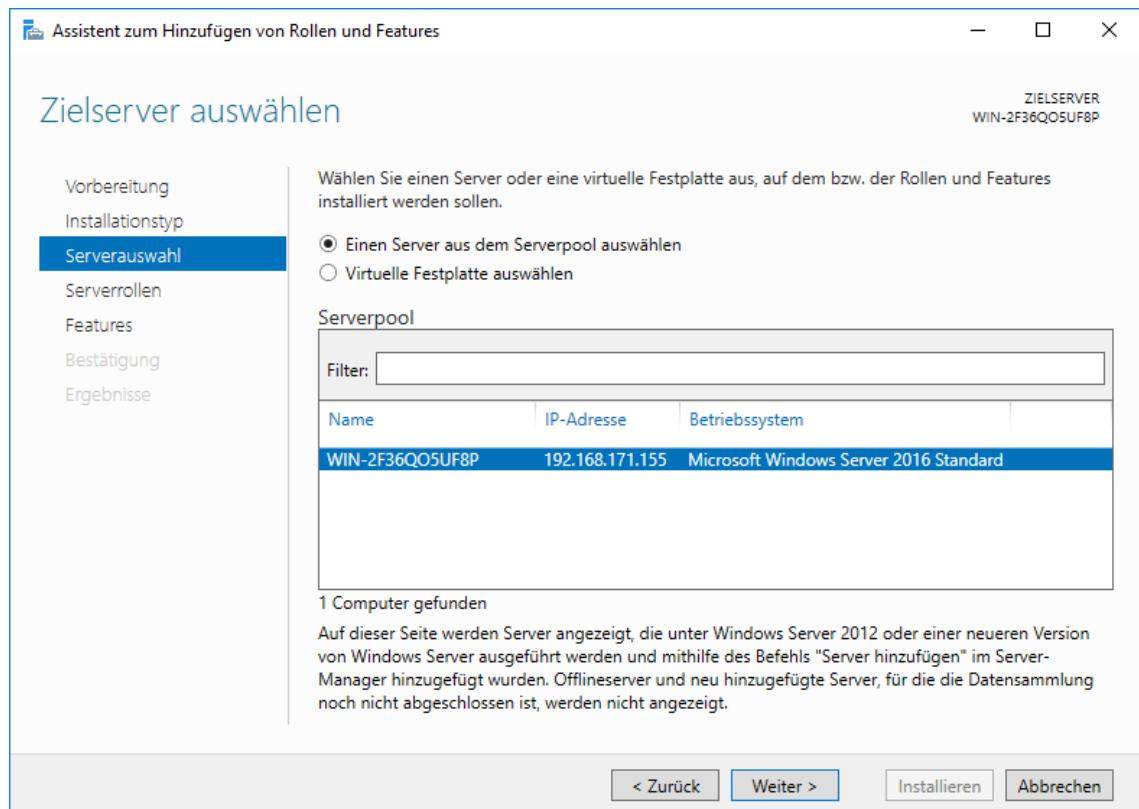 Assistent zum Hinzufügen von Rollen und Features
Zielserver auswählen
ZIELSERVER
WIN-2F36QO5UF8P
Vorbereitung
Installationstyp
Serverauswahl
Serverrollen
Features
Bestätigung
Ergebnisse
Wählen Sie einen Server oder eine virtuelle Festplatte aus, auf dem bzw. der Rollen und Features
installiert werden sollen.
Einen Server aus dem Serverpool auswählen
Virtuelle Festplatte auswählen
Serverpool
Filter:
Name IP-Adresse Betriebssystem
WIN-2F36QO5UF8P 192.168.171.155 Microsoft Windows Server 2016 Standard
1 Computer gefunden
Auf dieser Seite werden Server angezeigt, die unter Windows Server 2012 oder einer neueren Version
von Windows Server ausgeführt werden und mithilfe des Befehls "Server hinzufügen" im Server-
Manager hinzugefügt wurden. Offlineserver und neu hinzugefügte Server, für die die Datensammlung
noch nicht abgeschlossen ist, werden nicht angezeigt.
< Zurück Weiter > Installieren Abbrechen